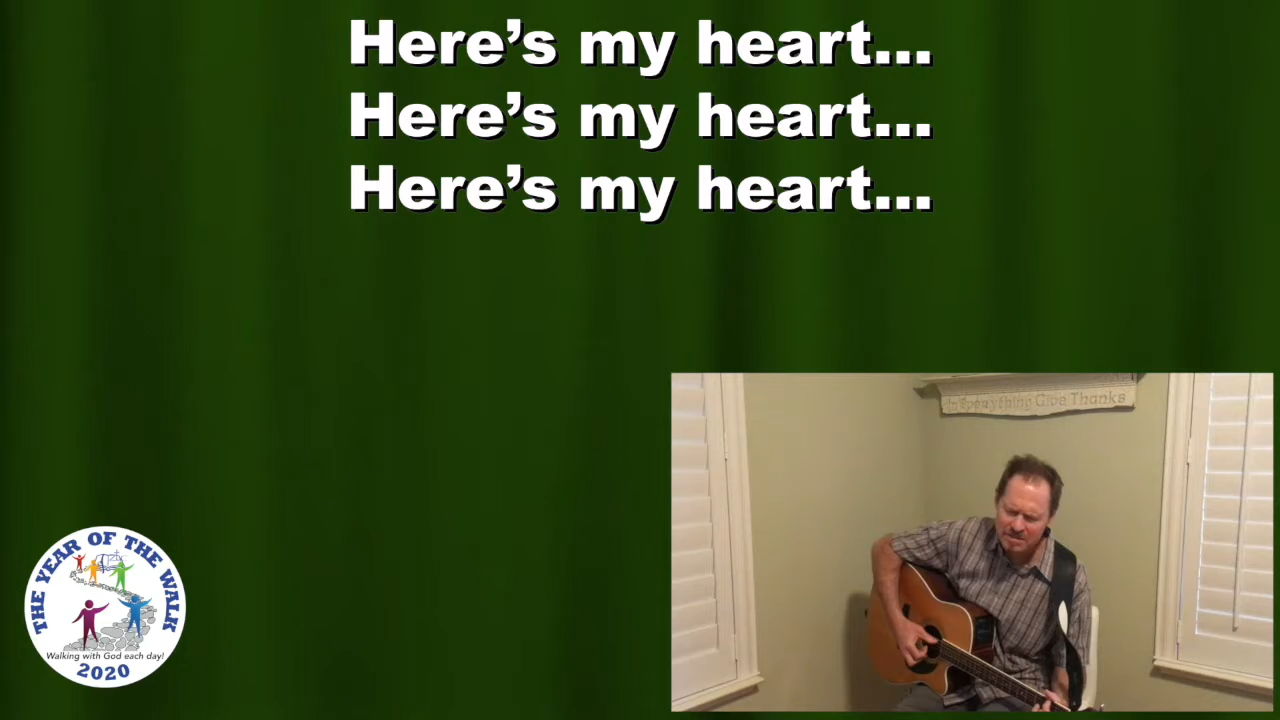 Here’s my heart...
Here’s my heart...
Here’s my heart...
In Everything Give Thanks
THE YEAR OF THE WALK
Walking with God each day!
2020